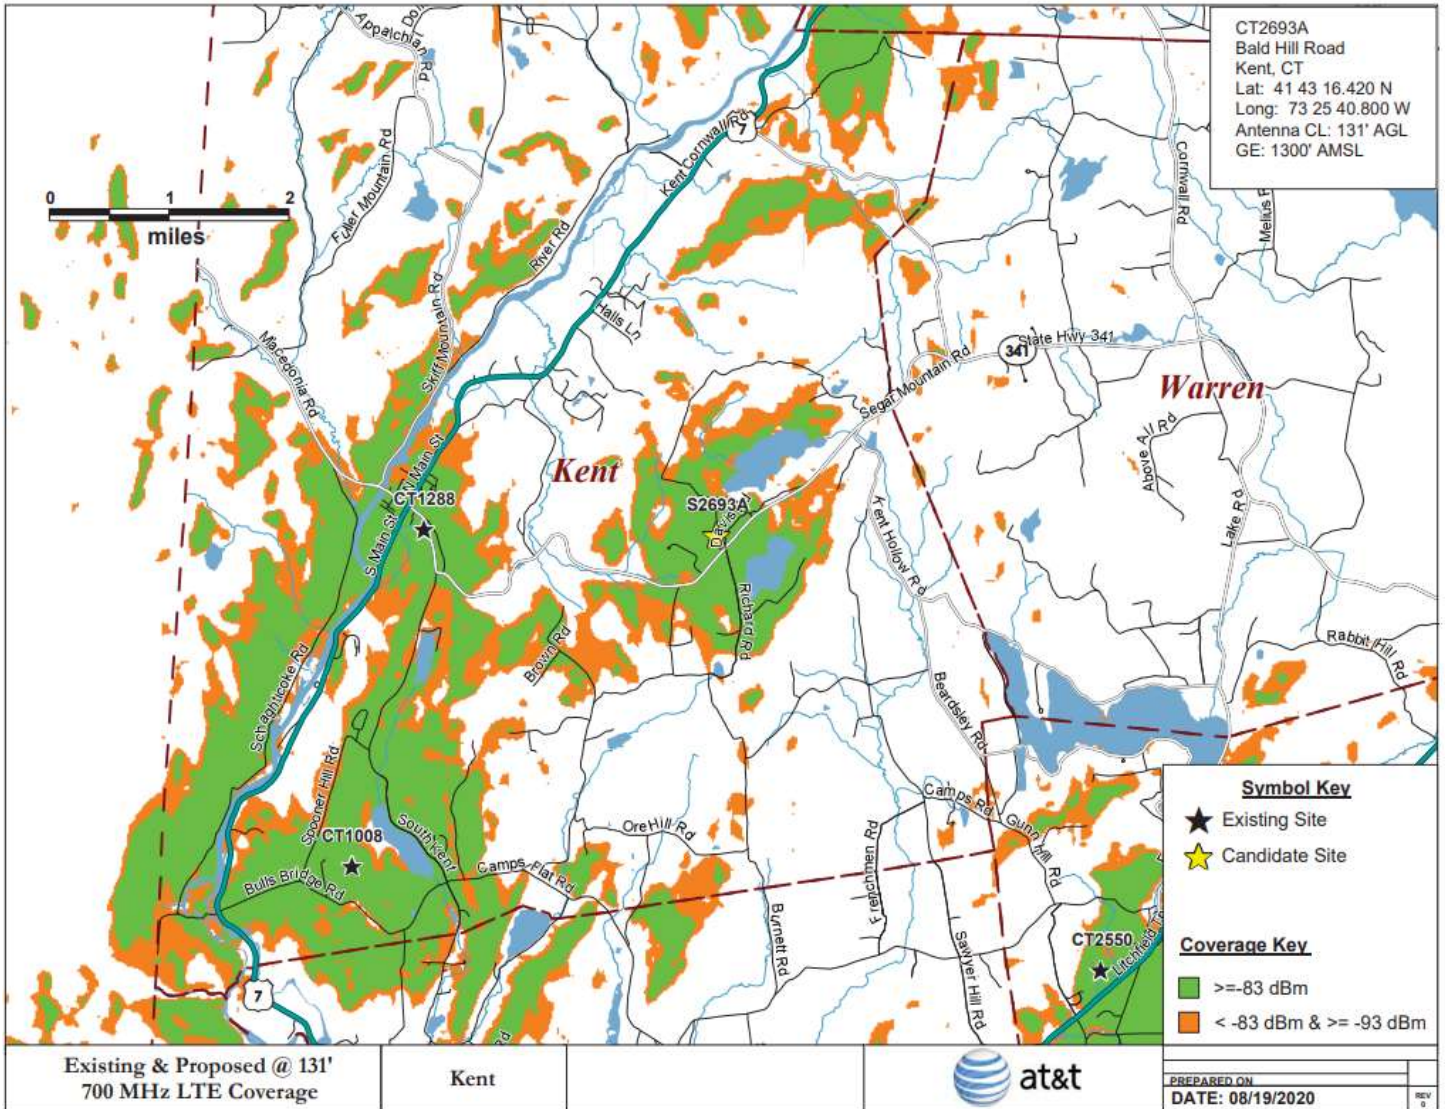 CT2693A
Bald Hill Road
Kent, CT
Lat: 41 43 16.420 N
Long: 73 25 40.800 W
Antenna CL: 131' AGL
GE: 1300' AMSL
Appalchian Rd
Fuller Mountain Rd
0 1 2
miles
Kent Cornwall Rd
7
Cornwall Rd
River Rd
Skiff Mountain Rd
Macedonia Rd
Halls Ln
State Hwy 341
341
Segar Mountain Rd
Warren
Above All Rd
Kent
N Main St
CT1288
S Main St
S2693A
Richard Rd
Kent Hollow Rd
Lake Rd
Rabbit Hill Rd
Schaghticoke Rd
Brown Rd
Beardsley Rd
Spooner Hill Rd
CT1008
South Kent
Bulls Bridge Rd
Camps Flat Rd
Ore Hill Rd
Camps Rd
Gunn Hill Rd
Frenchmen Rd
Burnett Rd
Sawyer Hill Rd
CT2550
Litchfield
7
Rd
Symbol Key
Existing Site
Candidate Site
Coverage Key
>=-83 dBm
< -83 dBm & >= -93 dBm
Existing & Proposed @ 131'
700 MHz LTE Coverage
Kent
at&t
PREPARED ON
DATE: 08/19/2020
REV
0